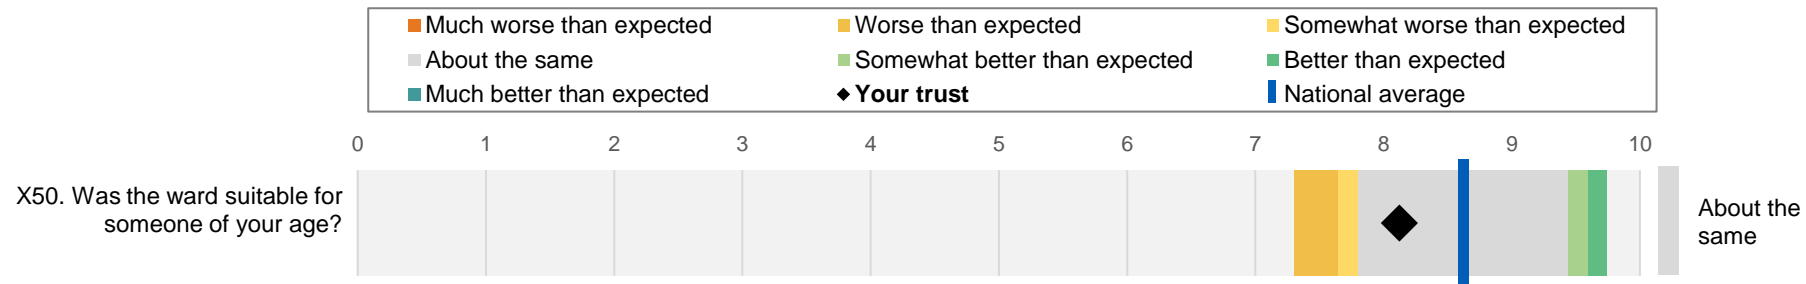 Much worse than expected
Worse than expected
Somewhat worse than expected
About the same
Somewhat better than expected
Better than expected
Much better than expected
Your trust
National average
0 1 2 3 4 5 6 7 8 9 10
X50. Was the ward suitable for
someone of your age?
About the
same